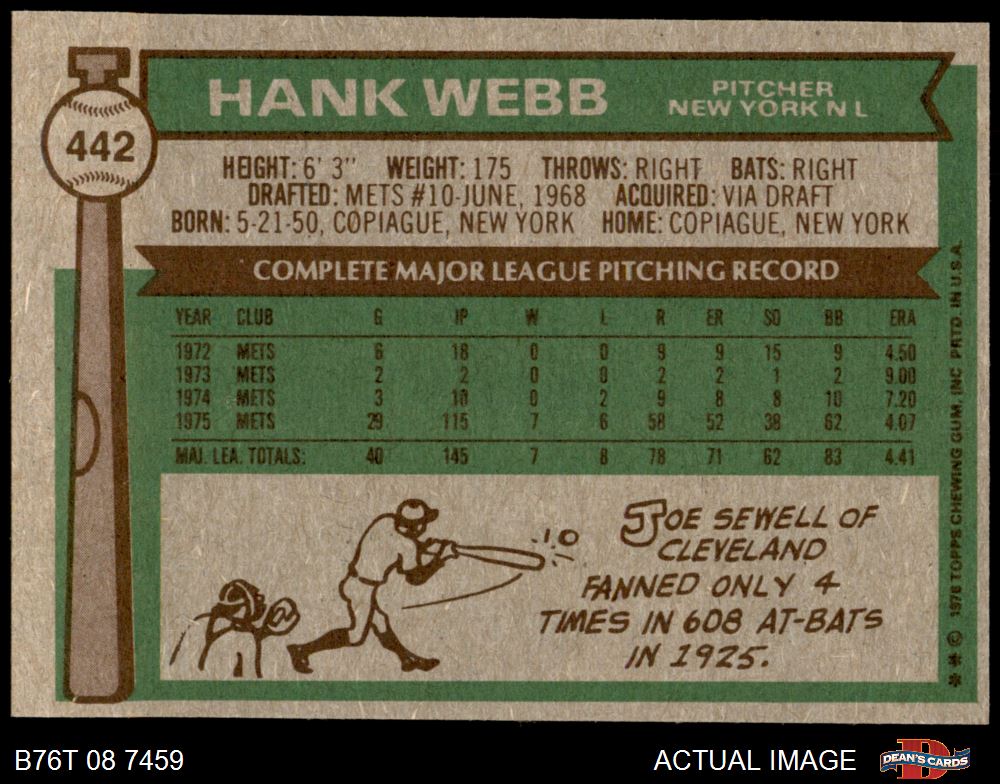 HANK WEBB
PITCHER
NEW YORK N L
442
HEIGHT: 6' 3" WEIGHT: 175 THROWS: RIGHT BATS: RIGHT
DRAFTED: METS #10-JUNE, 1968 ACQUIRED: VIA DRAFT
BORN: 5-21-50, COPIAGUE, NEW YORK HOME: COPIAGUE, NEW YORK
COMPLETE MAJOR LEAGUE PITCHING RECORD
YEAR CLUB G IP W L R ER SO BB ERA
1972 METS 6 18 0 0 9 9 15 9 4.50
1973 METS 2 2 0 0 2 2 1 2 9.00
1974 METS 3 10 0 2 9 8 8 10 7.20
1975 METS 29 115 7 6 58 52 38 62 4.07
MAJ. LEA. TOTALS: 40 145 7 8 78 71 62 83 4.41
JOE SEWELL OF
CLEVELAND
FANNED ONLY 4
TIMES IN 608 AT-BATS
IN 1925.
** © 1976 TOPPS CHEWING GUM, INC PRTD. IN U.S.A.
B76T 08 7459
ACTUAL IMAGE
DEAN'S CARDS